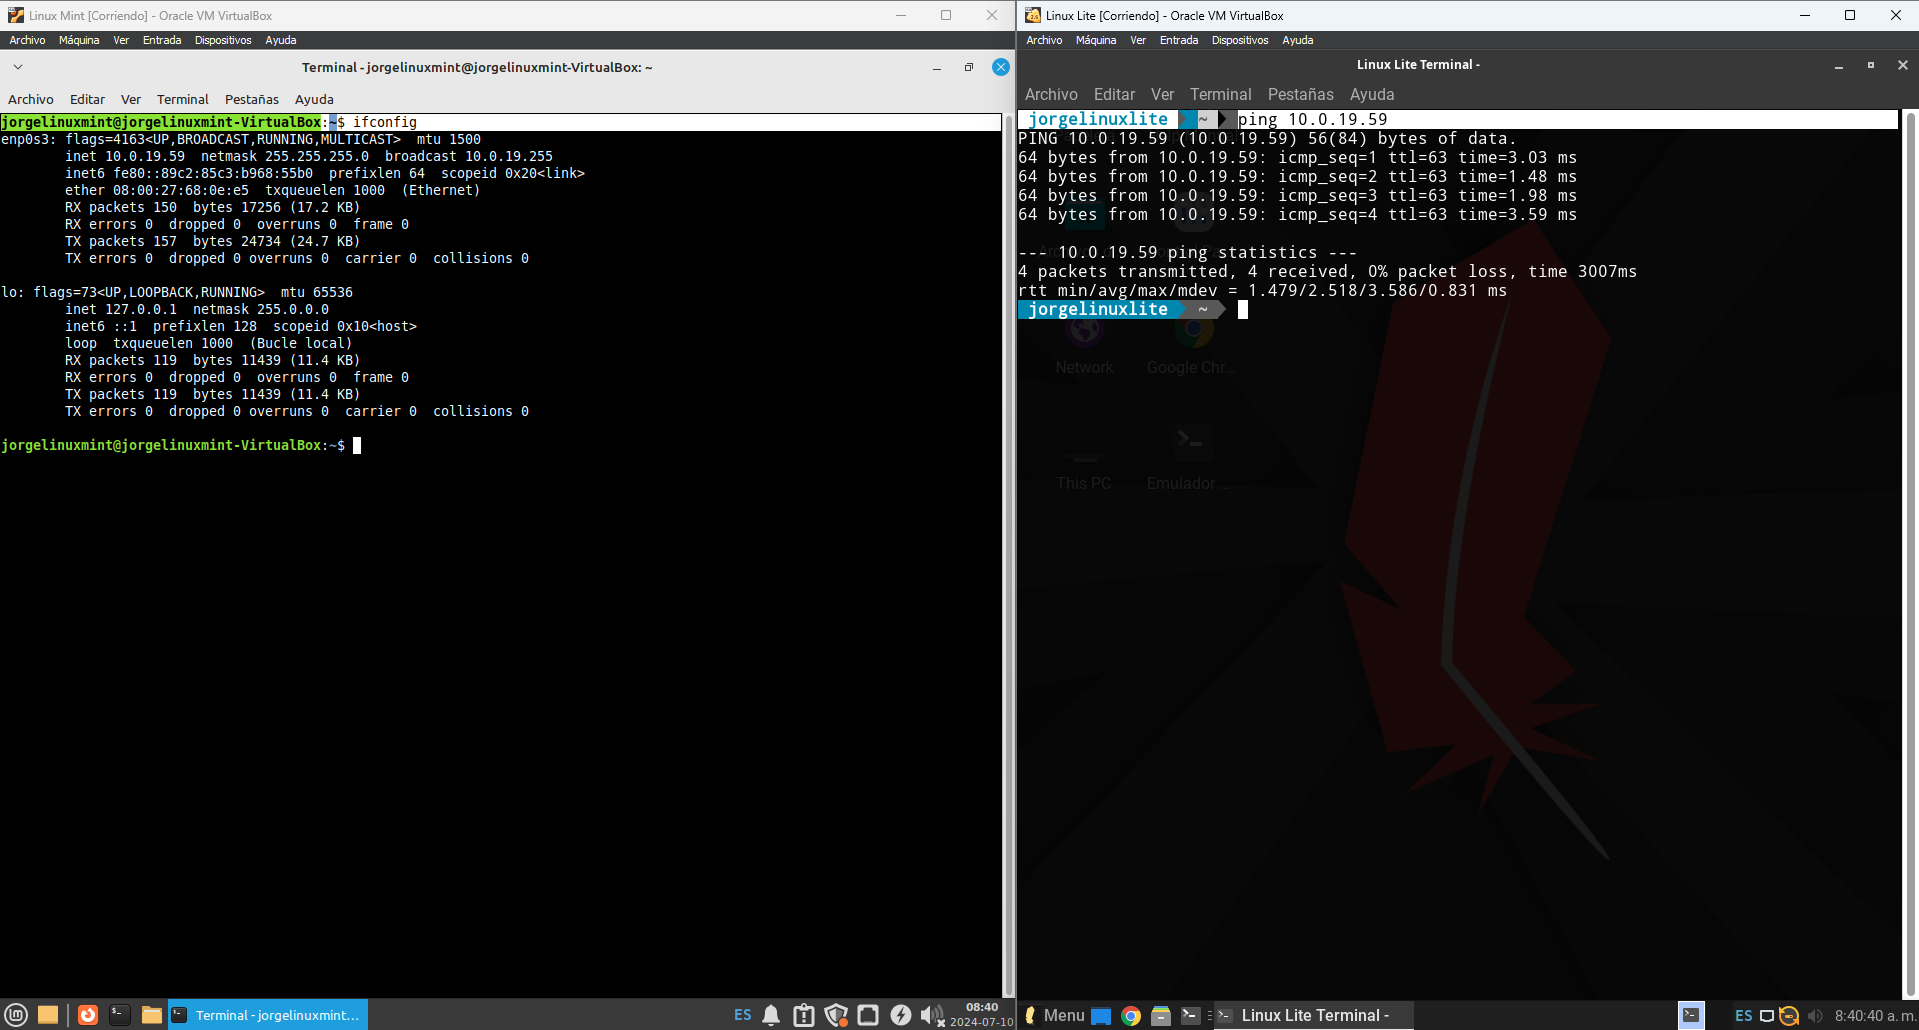 Linux Mint [Corriendo] - Oracle VM VirtualBox
Archivo Máquina Ver Entrada Dispositivos Ayuda
Terminal - jorgelinuxmint@jorgelinuxmint-VirtualBox: ~
Archivo Editar Ver Terminal Pestañas Ayuda
jorgelinuxmint@jorgelinuxmint-VirtualBox:~$ ifconfig
enp0s3: flags=4163<UP,BROADCAST,RUNNING,MULTICAST>  mtu 1500
        inet 10.0.19.59  netmask 255.255.255.0  broadcast 10.0.19.255
        inet6 fe80::89c2:85c3:b968:55b0  prefixlen 64  scopeid 0x20<link>
        ether 08:00:27:68:0e:e5  txqueuelen 1000  (Ethernet)
        RX packets 150  bytes 17256 (17.2 KB)
        RX errors 0  dropped 0  overruns 0  frame 0
        TX packets 157  bytes 24734 (24.7 KB)
        TX errors 0  dropped 0 overruns 0  carrier 0  collisions 0
lo: flags=73<UP,LOOPBACK,RUNNING>  mtu 65536
        inet 127.0.0.1  netmask 255.0.0.0
        inet6 ::1  prefixlen 128  scopeid 0x10<host>
        loop  txqueuelen 1000  (Bucle local)
        RX packets 119  bytes 11439 (11.4 KB)
        RX errors 0  dropped 0  overruns 0  frame 0
        TX packets 119  bytes 11439 (11.4 KB)
        TX errors 0  dropped 0 overruns 0  carrier 0  collisions 0
jorgelinuxmint@jorgelinuxmint-VirtualBox:~$
Terminal - jorgelinuxmint...
ES
08:40
2024-07-10
Linux Lite [Corriendo] - Oracle VM VirtualBox
Archivo Máquina Ver Entrada Dispositivos Ayuda
Linux Lite Terminal -
Archivo Editar Ver Terminal Pestañas Ayuda
jorgelinuxlite ~ ping 10.0.19.59
PING 10.0.19.59 (10.0.19.59) 56(84) bytes of data.
64 bytes from 10.0.19.59: icmp_seq=1 ttl=63 time=3.03 ms
64 bytes from 10.0.19.59: icmp_seq=2 ttl=63 time=1.48 ms
64 bytes from 10.0.19.59: icmp_seq=3 ttl=63 time=1.98 ms
64 bytes from 10.0.19.59: icmp_seq=4 ttl=63 time=3.59 ms
--- 10.0.19.59 ping statistics ---
4 packets transmitted, 4 received, 0% packet loss, time 3007ms
rtt min/avg/max/mdev = 1.479/2.518/3.586/0.831 ms
jorgelinuxlite ~
Network Google Chr...
This PC Emulador ...
Menu
Linux Lite Terminal -
ES
8:40:40 a. m.